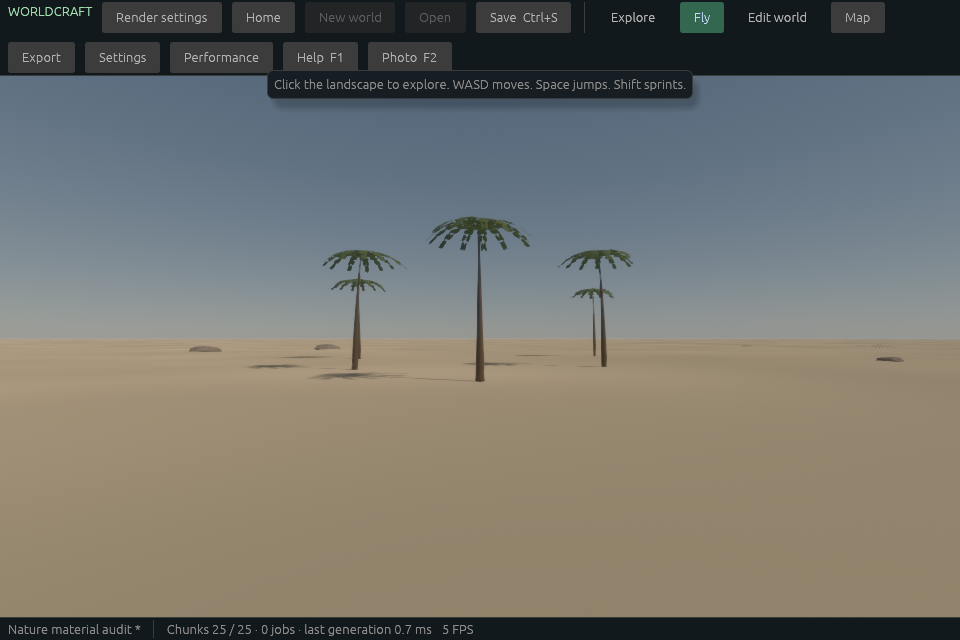 WORLDCRAFT Render settings Home New world Open Save Ctrl+S Explore Fly Edit world Map
Export Settings Performance Help F1 Photo F2
Click the landscape to explore. WASD moves. Space jumps. Shift sprints.
Nature material audit * Chunks 25 / 25 · 0 jobs · last generation 0.7 ms 5 FPS